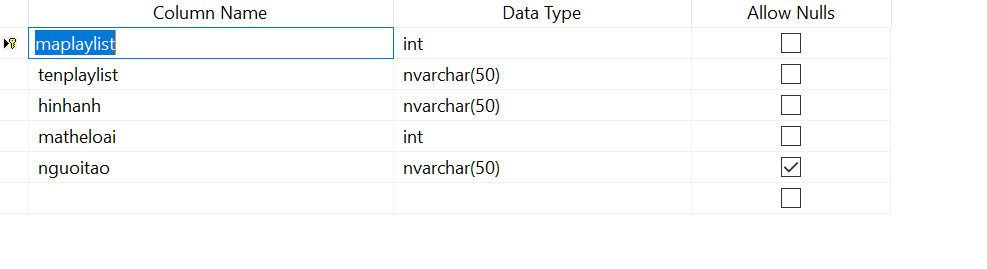 Column Name Data Type Allow Nulls
maplaylist int
tenplaylist nvarchar(50)
hinhanh nvarchar(50)
matheloai int
nguoitao nvarchar(50)